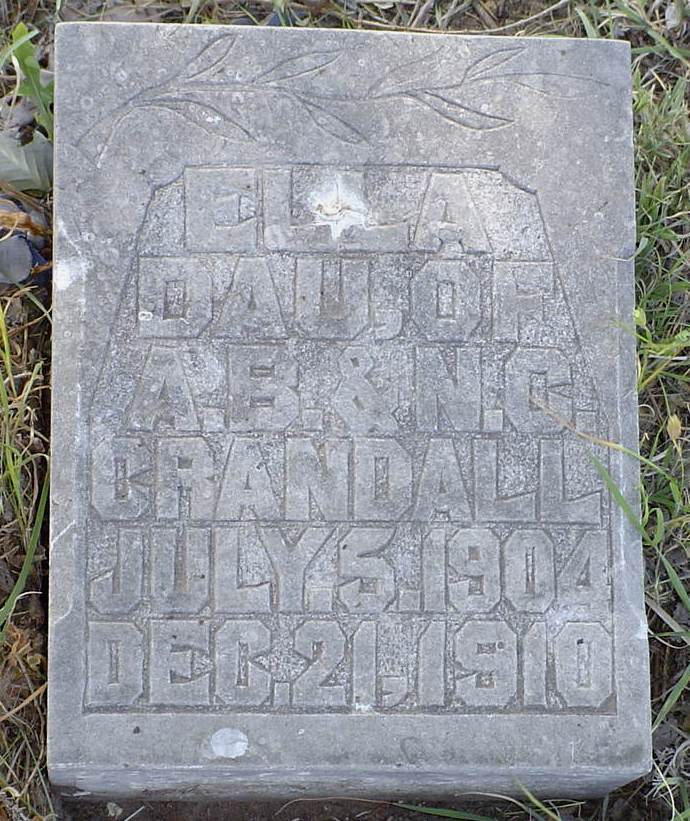 ELLA
DAU. OF
A.B. & N.C.
CRANDALL
JULY. 5. 1904
DEC. 21, 1910